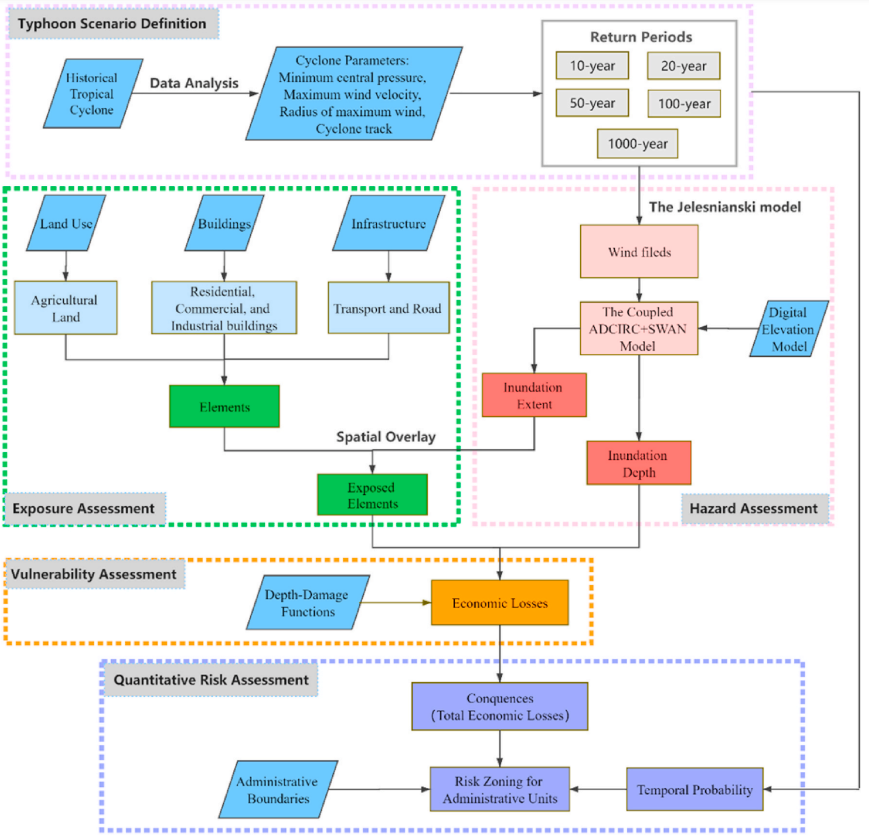 Typhoon Scenario Definition
Historical
Tropical
Cyclone
Data Analysis
Cyclone Parameters:
Minimum central pressure,
Maximum wind velocity,
Radius of maximum wind,
Cyclone track
Return Periods
10-year
20-year
50-year
100-year
1000-year
Land Use
Buildings
Infrastructure
Agricultural
Land
Residential,
Commercial, and
Industrial buildings
Transport and Road
Elements
Spatial Overlay
Exposed
Elements
Exposure Assessment
The Jelesnianski model
Wind fileds
The Coupled
ADCIRC+SWAN
Model
Digital
Elevation
Model
Inundation
Extent
Inundation
Depth
Hazard Assessment
Vulnerability Assessment
Depth-Damage
Functions
Economic Losses
Quantitative Risk Assessment
Conquences
(Total Economic Losses)
Administrative
Boundaries
Risk Zoning for
Administrative Units
Temporal Probability